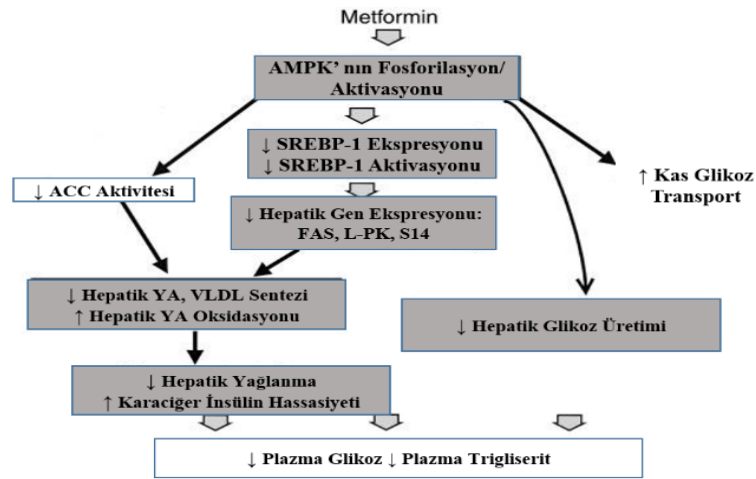 Metformin
AMPK’ nın Fosforilasyon/
Aktivasyonu
↓ SREBP-1 Ekspresyonu
↓ SREBP-1 Aktivasyonu
↑ Kas Glikoz
Transport
↓ ACC Aktivitesi
↓ Hepatik Gen Ekspresyonu:
FAS, L-PK, S14
↓ Hepatik YA, VLDL Sentezi
↑ Hepatik YA Oksidasyonu
↓ Hepatik Glikoz Üretimi
↓ Hepatik Yağlanma
↑ Karaciğer İnsülin Hassasiyeti
↓ Plazma Glikoz ↓ Plazma Trigliserit